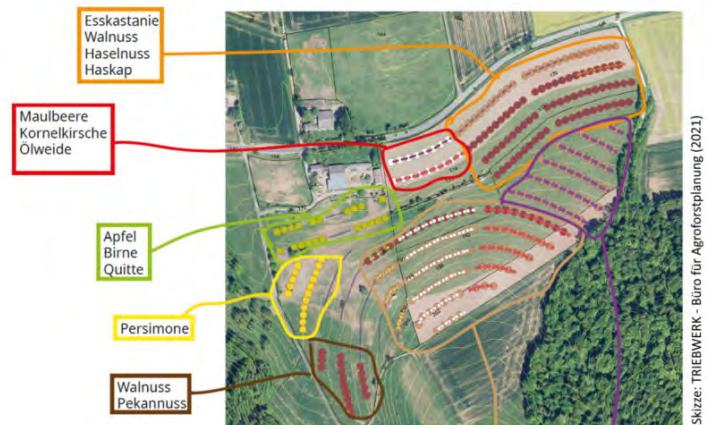 Esskastanie
Walnuss
Haselnuss
Haskap
Maulbeere
Kornelkirsche
Ölweide
Apfel
Birne
Quitte
Persimone
Walnuss
Pekannuss
Skizze: TRIEBWERK - Büro für Agroforstplanung (2021)